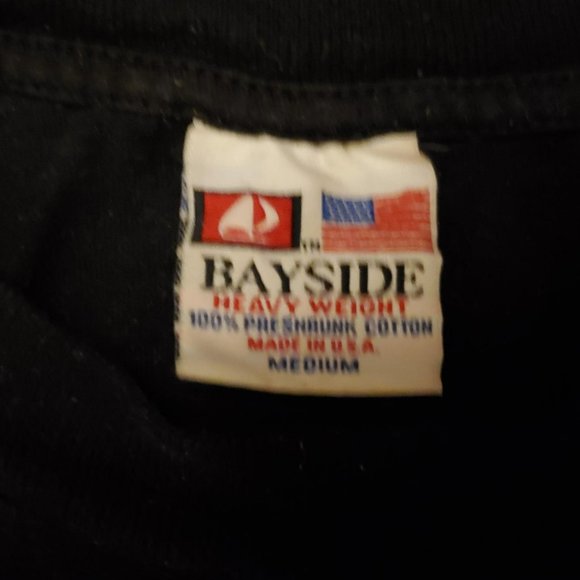 TM
BAYSIDE
HEAVY WEIGHT
100% PRESHRUNK COTTON
MADE IN U.S.A.
MEDIUM